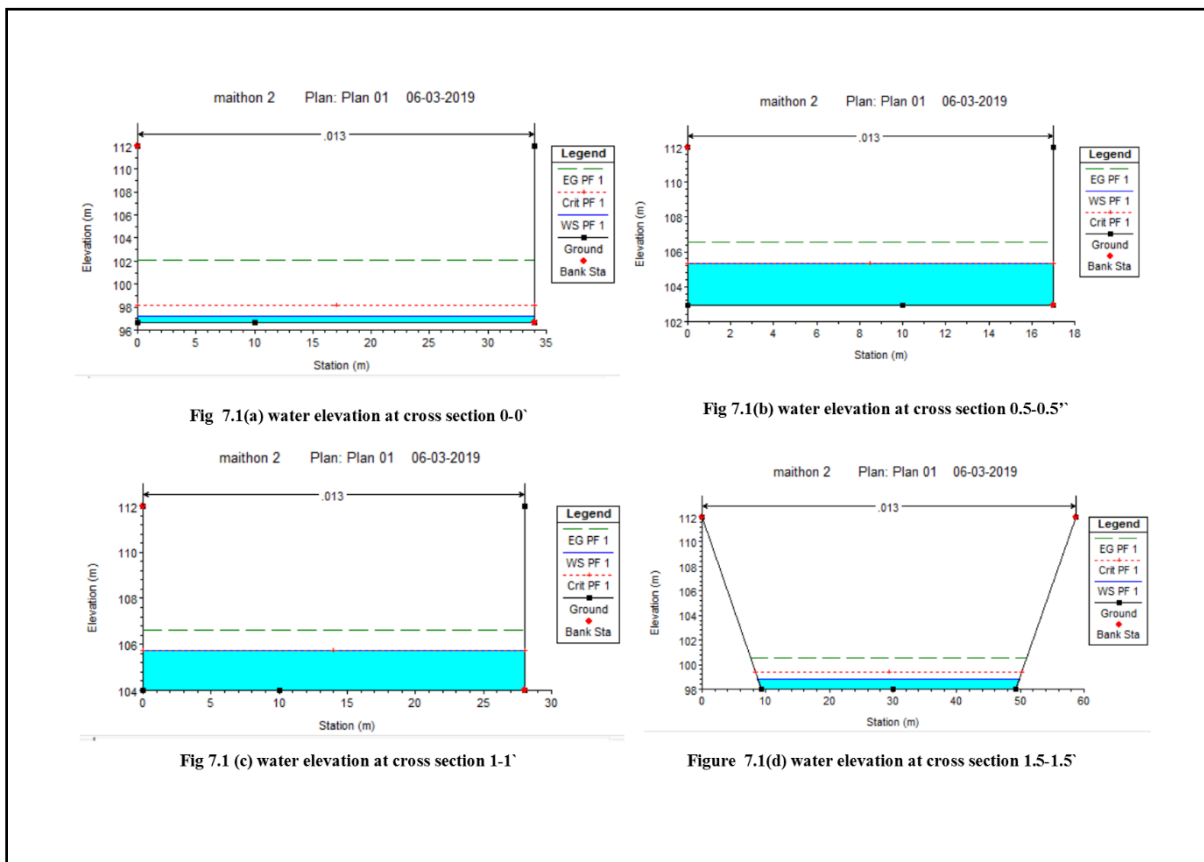 maithon 2 Plan: Plan 01 06-03-2019
.013
112
110
108
106
104
102
100
98
96
0 5 10 15 20 25 30 35
Elevation (m)
Station (m)
Legend
EG PF 1
Crit PF 1
WS PF 1
Ground
Bank Sta
Fig 7.1(a) water elevation at cross section 0-0`
maithon 2 Plan: Plan 01 06-03-2019
.013
112
110
108
106
104
102
0 2 4 6 8 10 12 14 16 18
Elevation (m)
Station (m)
Legend
EG PF 1
WS PF 1
Crit PF 1
Ground
Bank Sta
Fig 7.1(b) water elevation at cross section 0.5-0.5’`
maithon 2 Plan: Plan 01 06-03-2019
.013
112
110
108
106
104
0 5 10 15 20 25 30
Elevation (m)
Station (m)
Legend
EG PF 1
WS PF 1
Crit PF 1
Ground
Bank Sta
Fig 7.1 (c) water elevation at cross section 1-1`
maithon 2 Plan: Plan 01 06-03-2019
.013
112
110
108
106
104
102
100
98
0 10 20 30 40 50 60
Elevation (m)
Station (m)
Legend
EG PF 1
Crit PF 1
WS PF 1
Ground
Bank Sta
Figure 7.1(d) water elevation at cross section 1.5-1.5`